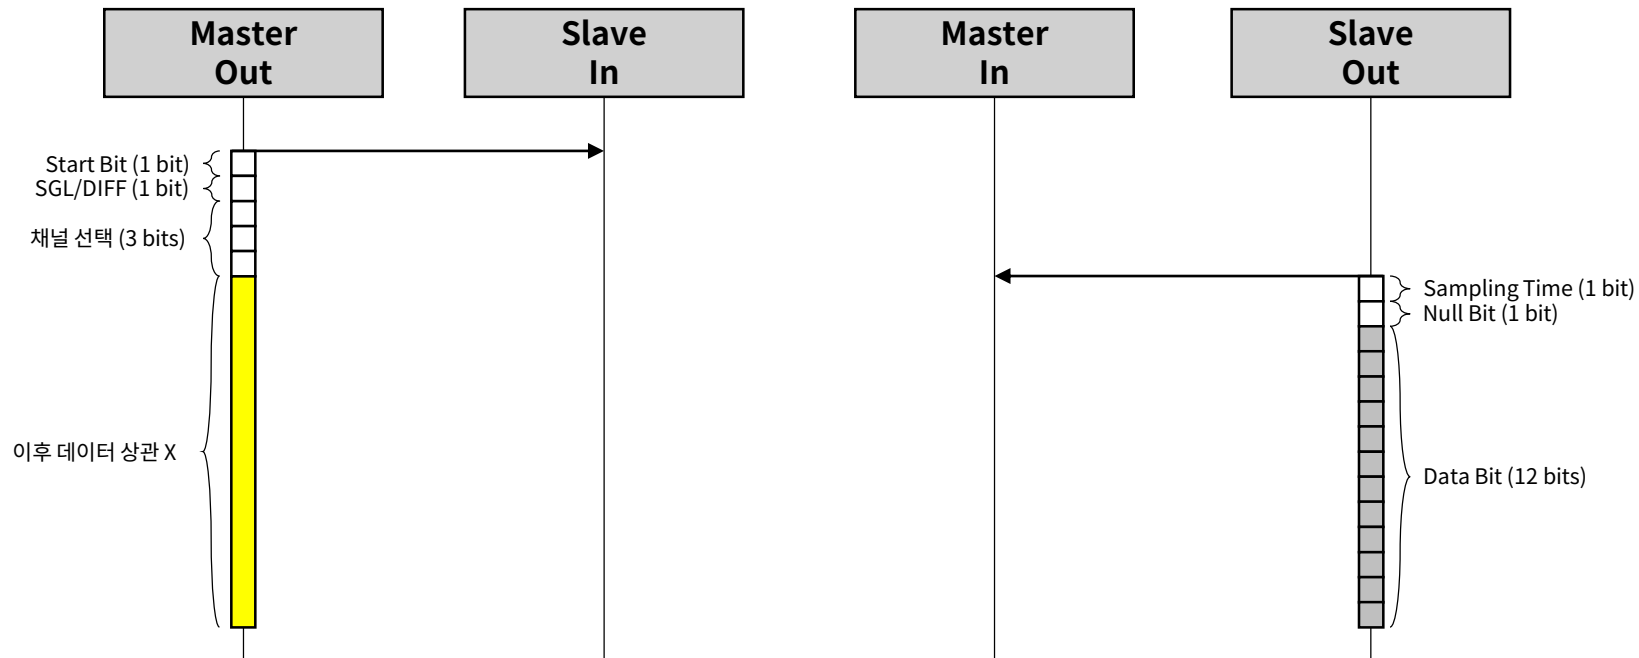 Master
Out
Slave
In
Master
In
Slave
Out
Start Bit (1 bit)
SGL/DIFF (1 bit)
채널 선택 (3 bits)
이후 데이터 상관 X
Sampling Time (1 bit)
Null Bit (1 bit)
Data Bit (12 bits)